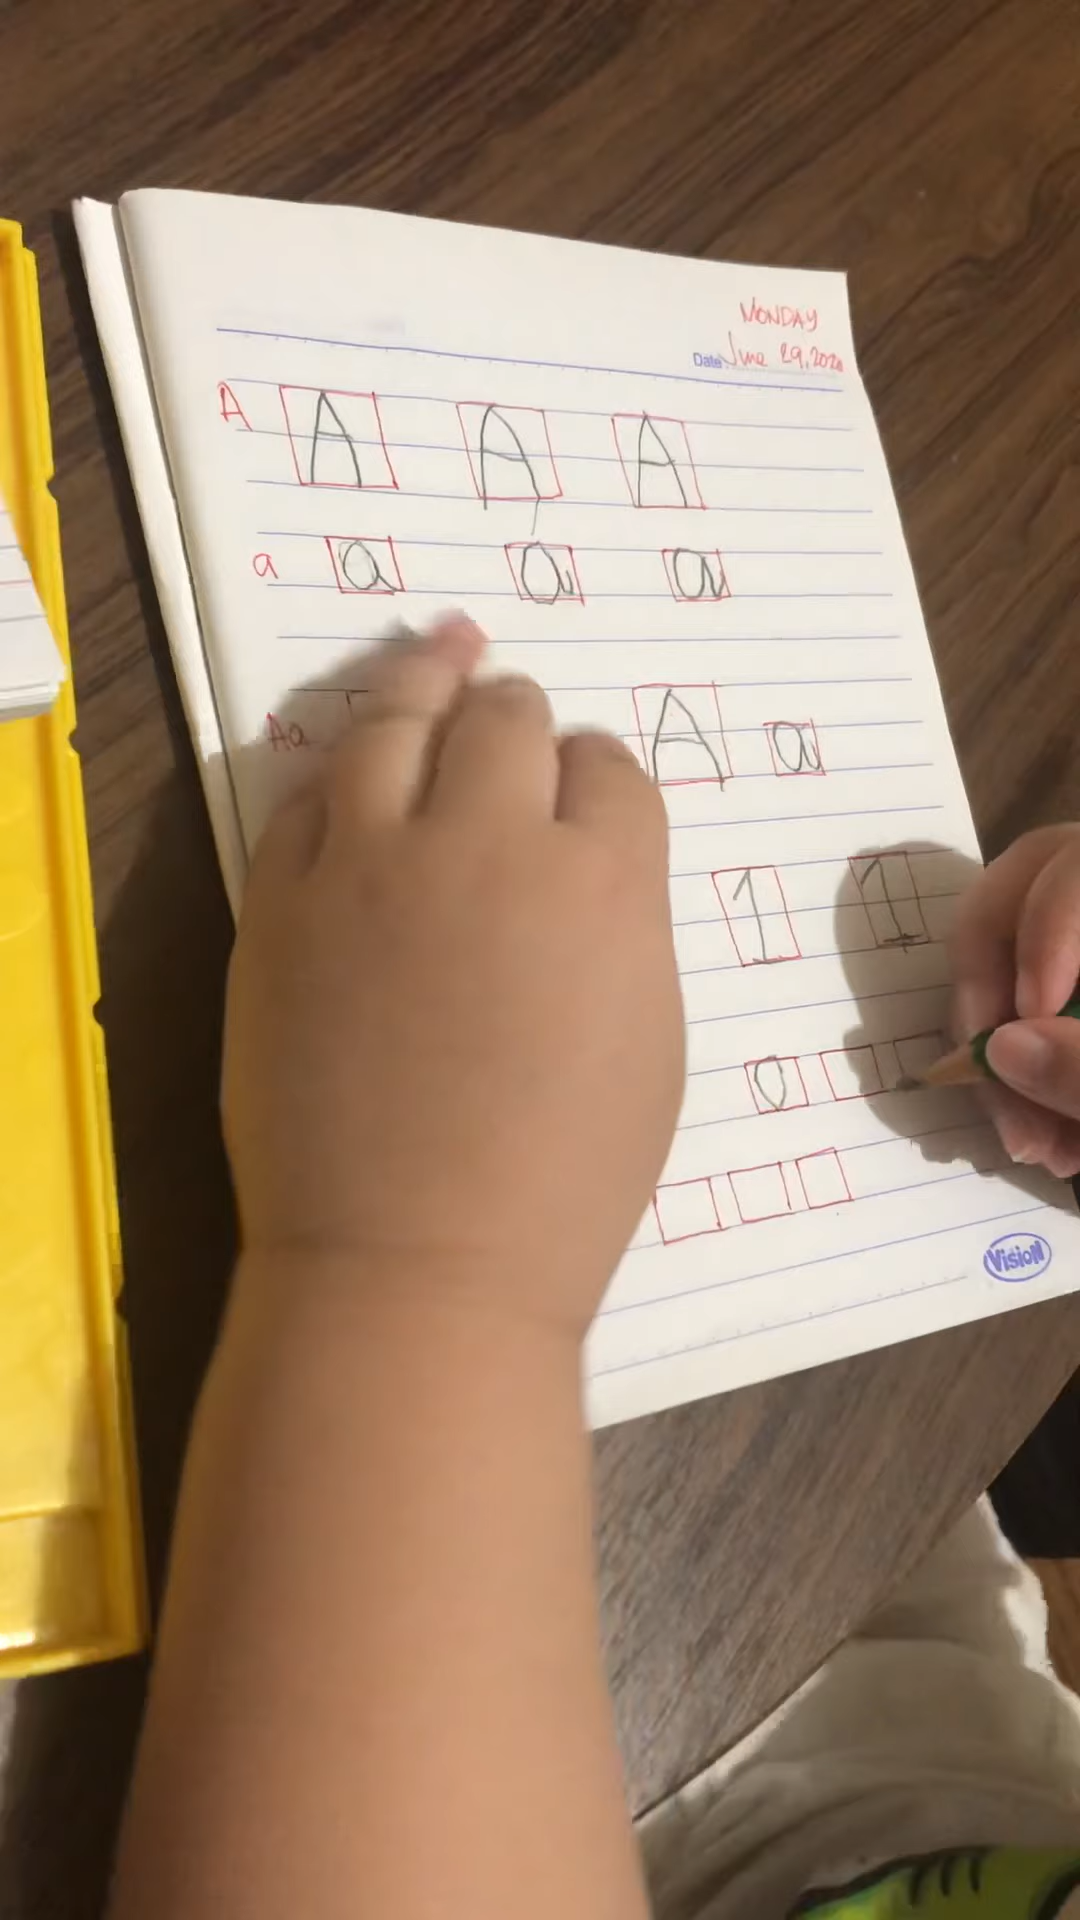 MONDAY
Date June 29, 2020
A A A A
a a a a
Aa A a
1 1
0
Vision